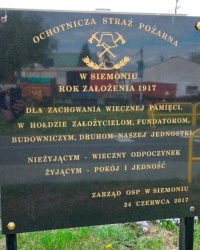 OCHOTNICZA STRAŻ POŻARNA
W SIEMONIU
ROK ZAŁOŻENIA 1917
DLA ZACHOWANIA WIECZNEJ PAMIĘCI,
W HOŁDZIE ZAŁOŻYCIELOM, FUNDATOROM,
BUDOWNICZYM, DRUHOM NASZEJ JEDNOSTKI
NIEŻYJĄCYM - WIECZNY ODPOCZYNEK
ŻYJĄCYM - POKÓJ I JEDNOŚĆ
ZARZĄD OSP W SIEMONIU
24 CZERWCA 2017